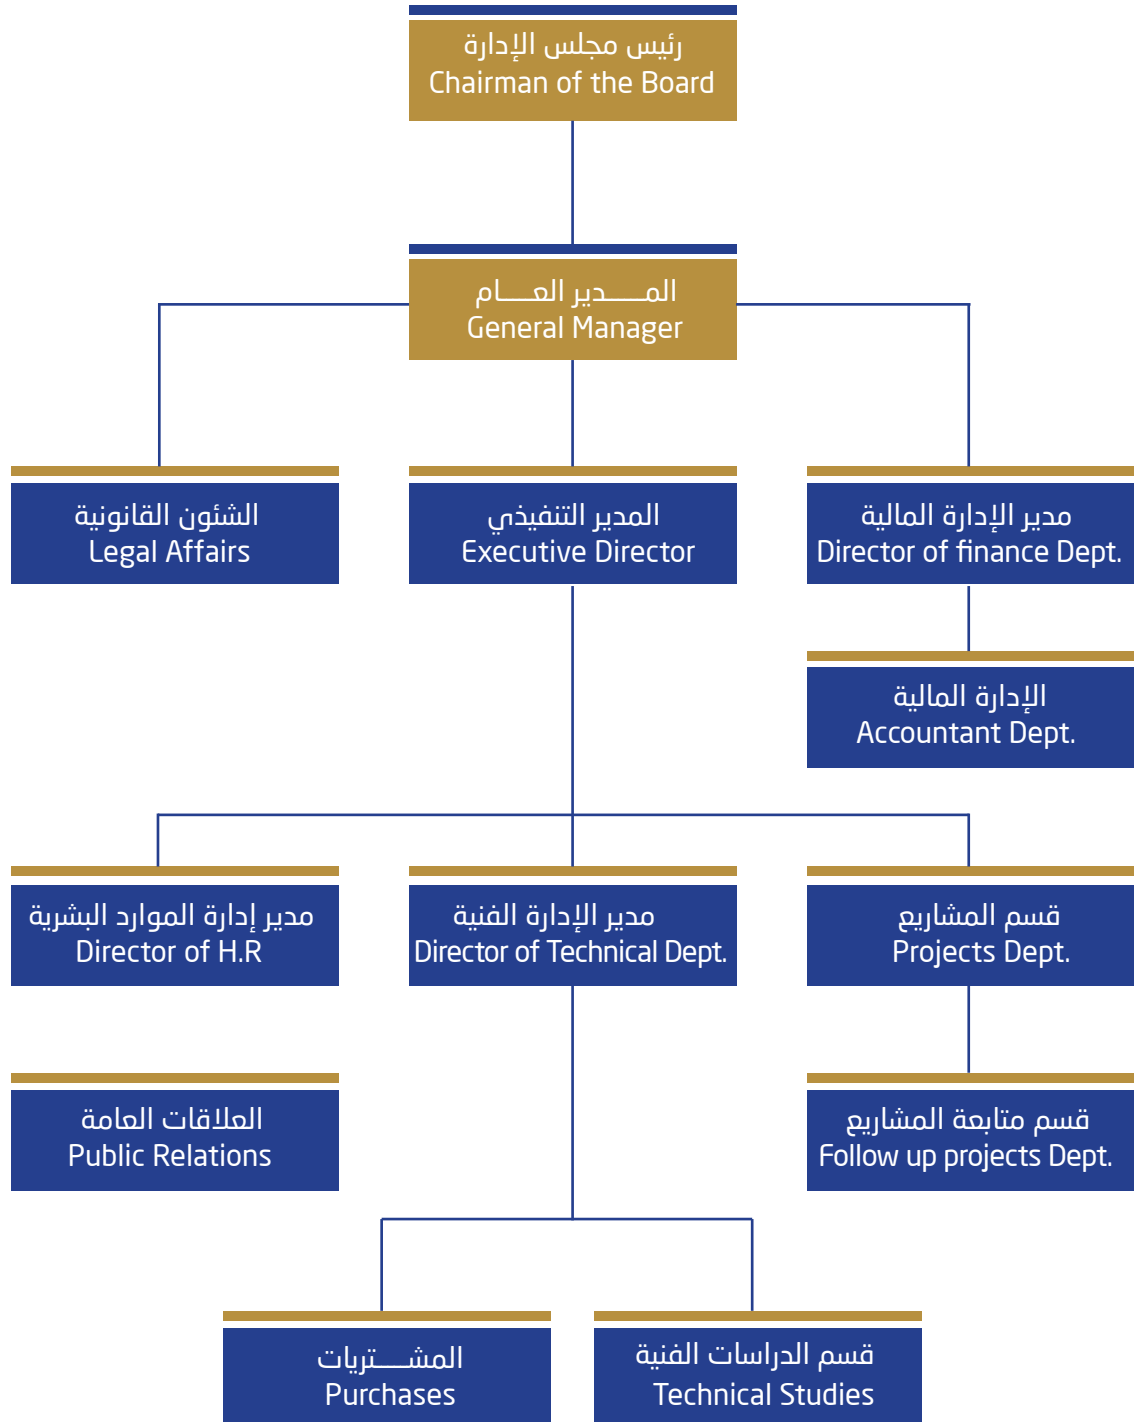 رئيس مجلس الإدارة
Chairman of the Board
المـــــدير العـــــام
General Manager
الشئون القانونية
Legal Affairs
المدير التنفيذي
Executive Director
مدير الإدارة المالية
Director of finance Dept.
الإدارة المالية
Accountant Dept.
مدير إدارة الموارد البشرية
Director of H.R
مدير الإدارة الفنية
Director of Technical Dept.
قسم المشاريع
Projects Dept.
العلاقات العامة
Public Relations
قسم متابعة المشاريع
Follow up projects Dept.
المشـــــتريات
Purchases
قسم الدراسات الفنية
Technical Studies